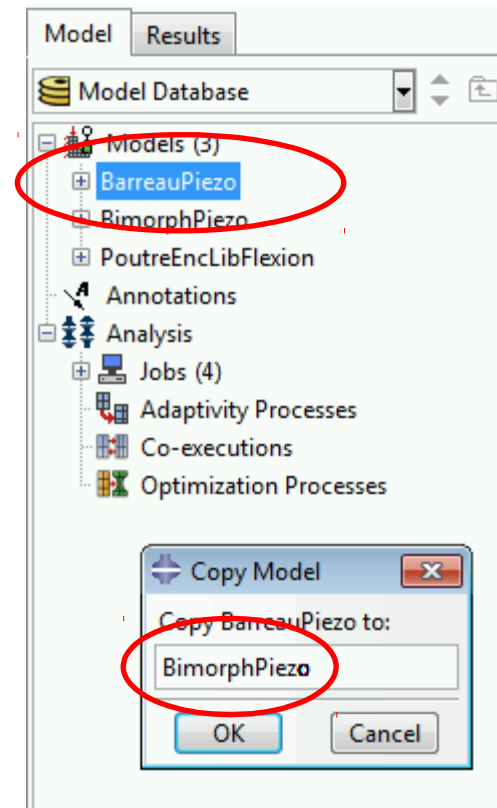 Model Results
Model Database
Models (3)
BarreauPiezo
BimorphPiezo
PoutreEncLibFlexion
Annotations
Analysis
Jobs (4)
Adaptivity Processes
Co-executions
Optimization Processes
Copy Model
Copy BarreauPiezo to:
BimorphPiezo
OK Cancel